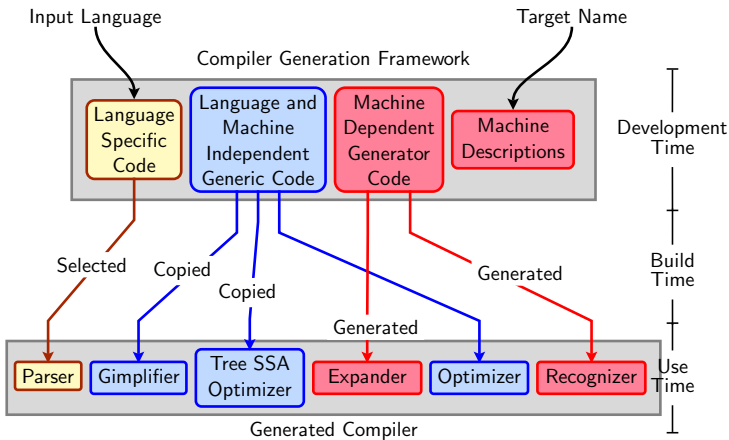 Input Language
Target Name
Compiler Generation Framework
Language
Specific
Code
Language and
Machine
Independent
Generic Code
Machine
Dependent
Generator
Code
Machine
Descriptions
Development
Time
Selected
Copied
Copied
Generated
Generated
Build
Time
Parser
Gimplifier
Tree SSA
Optimizer
Expander
Optimizer
Recognizer
Use
Time
Generated Compiler